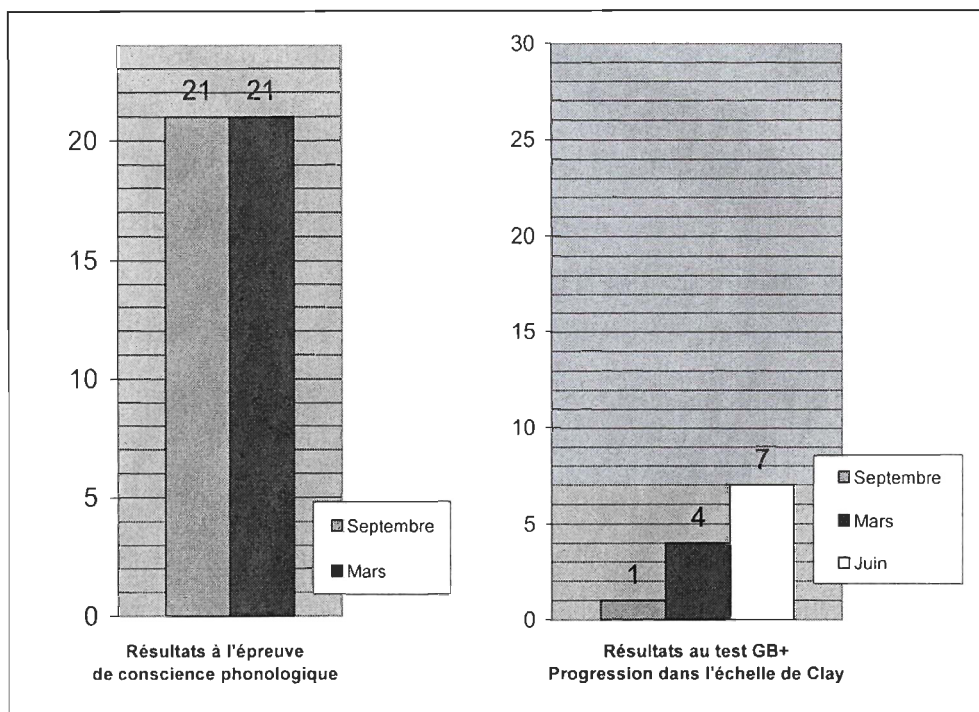 21 21
20
15
10
5
0
Septembre
Mars
Résultats à l'épreuve
de conscience phonologique
30
25
20
15
10
5
0
1
4
7
Septembre
Mars
Juin
Résultats au test GB+
Progression dans l'échelle de Clay